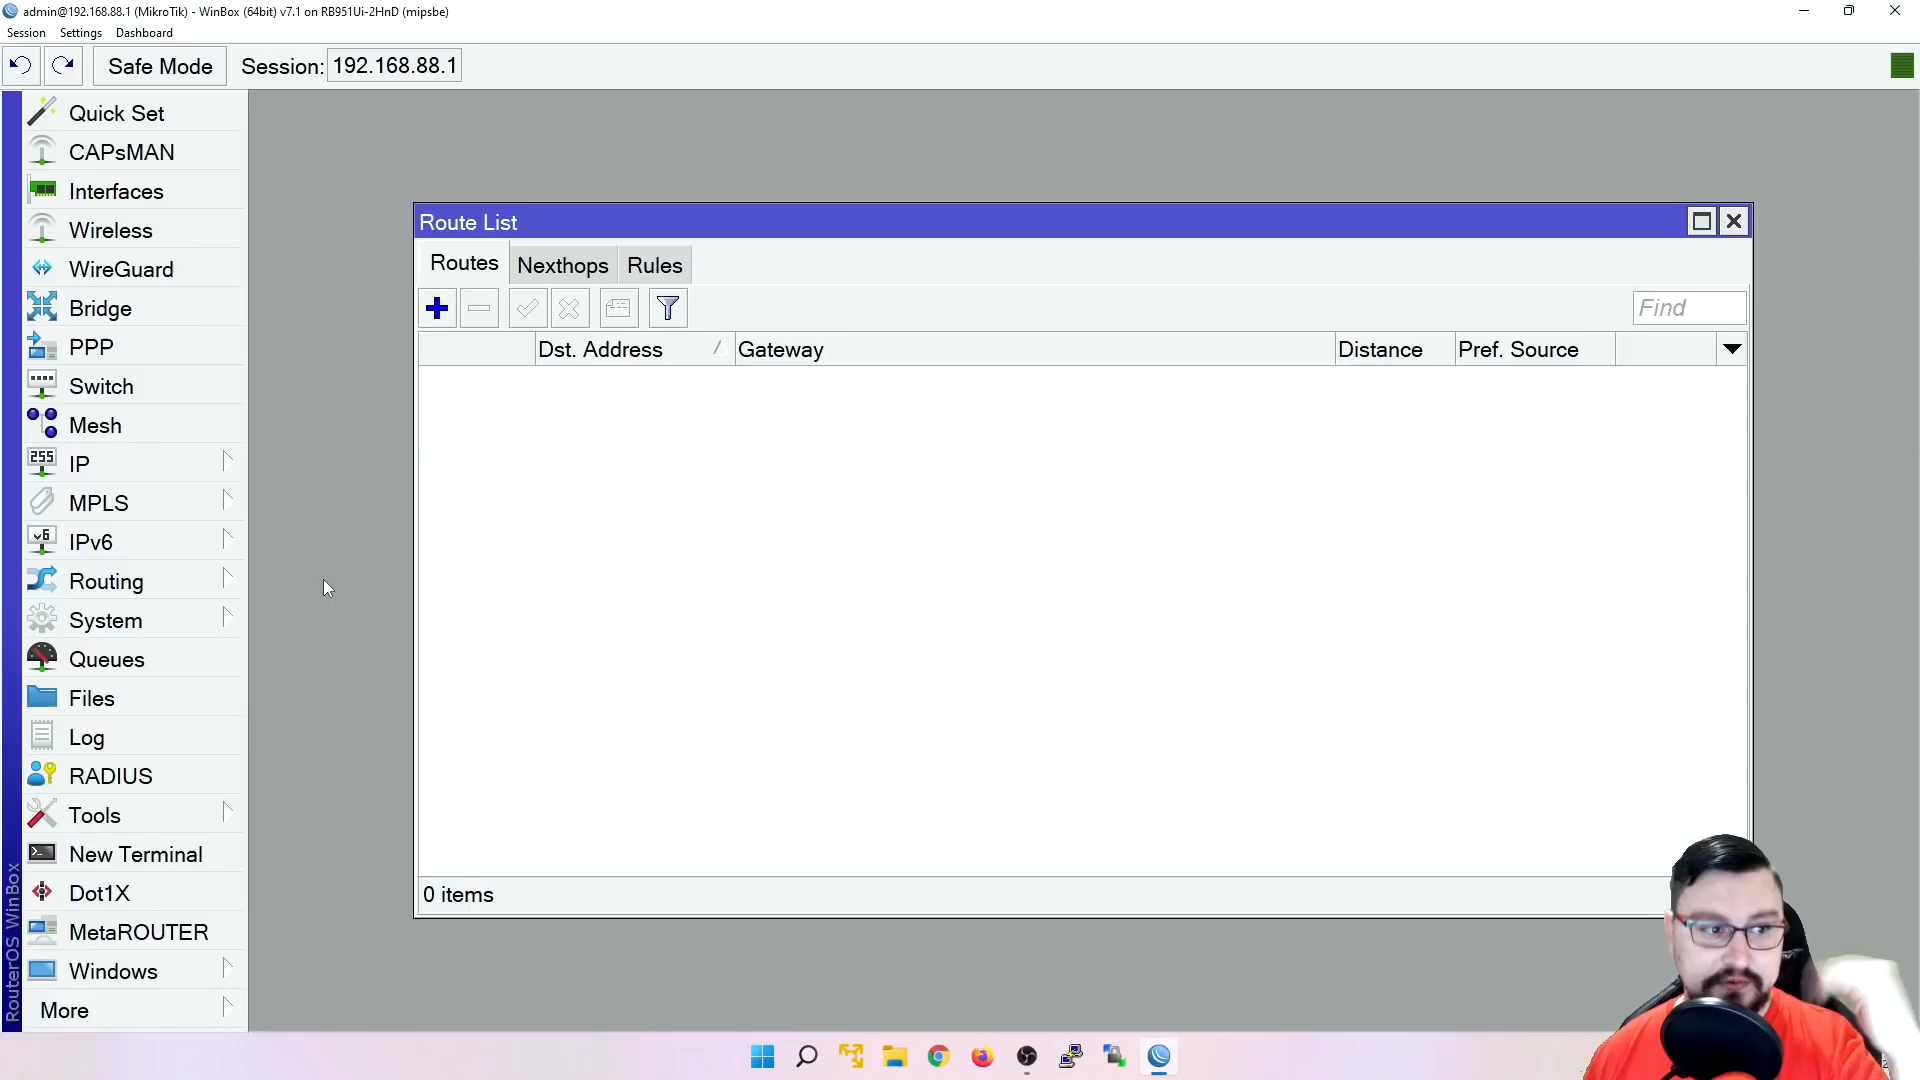 admin@192.168.88.1 (MikroTik) - WinBox (64bit) v7.1 on RB951Ui-2HnD (mipsbe)
Session Settings Dashboard
Safe Mode Session: 192.168.88.1
Quick Set
CAPsMAN
Interfaces
Wireless
WireGuard
Bridge
PPP
Switch
Mesh
255 IP
MPLS
v6 IPv6
Routing
System
Queues
Files
Log
RADIUS
Tools
New Terminal
Dot1X
MetaROUTER
Windows
More
RouterOS WinBox
Route List
Routes Nexthops Rules
Find
Dst. Address Gateway Distance Pref. Source
0 items